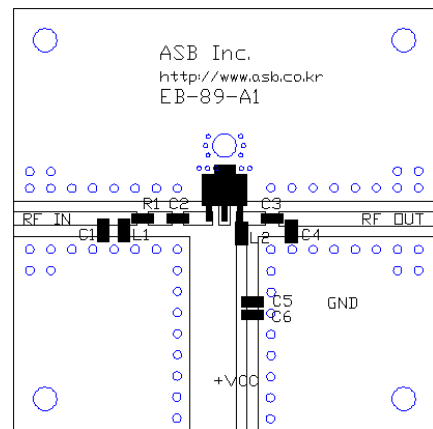 ASB Inc.
http://www.asb.co.kr
EB-89-A1
R1 C2 C3
RF IN RF OUT
C1 L1 L2 C4
C5
C6 GND
+VCC